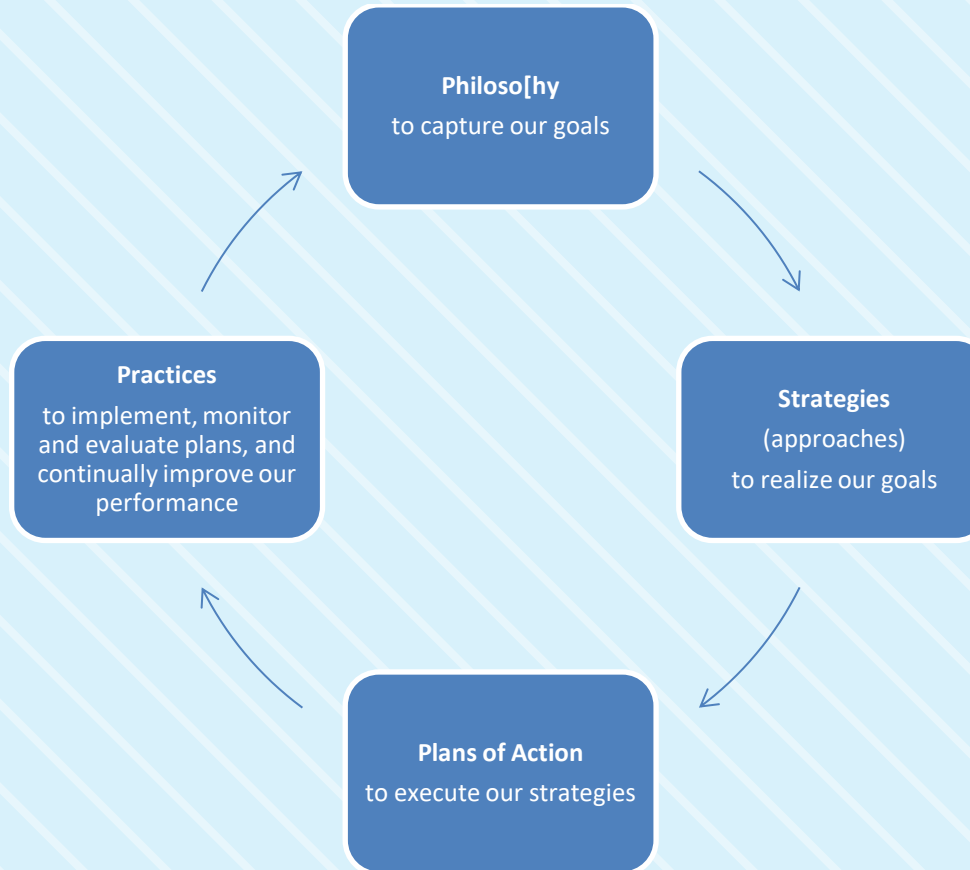 Philoso[hy
to capture our goals
Strategies
(approaches)
to realize our goals
Plans of Action
to execute our strategies
Practices
to implement, monitor
and evaluate plans, and
continually improve our
performance